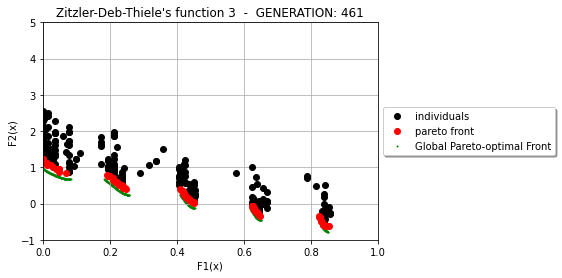 Zitzler-Deb-Thiele's function 3 - GENERATION: 461
5
4
3
2
1
0
−1
F2(x)
0.0 0.2 0.4 0.6 0.8 1.0
F1(x)
individuals
pareto front
Global Pareto-optimal Front